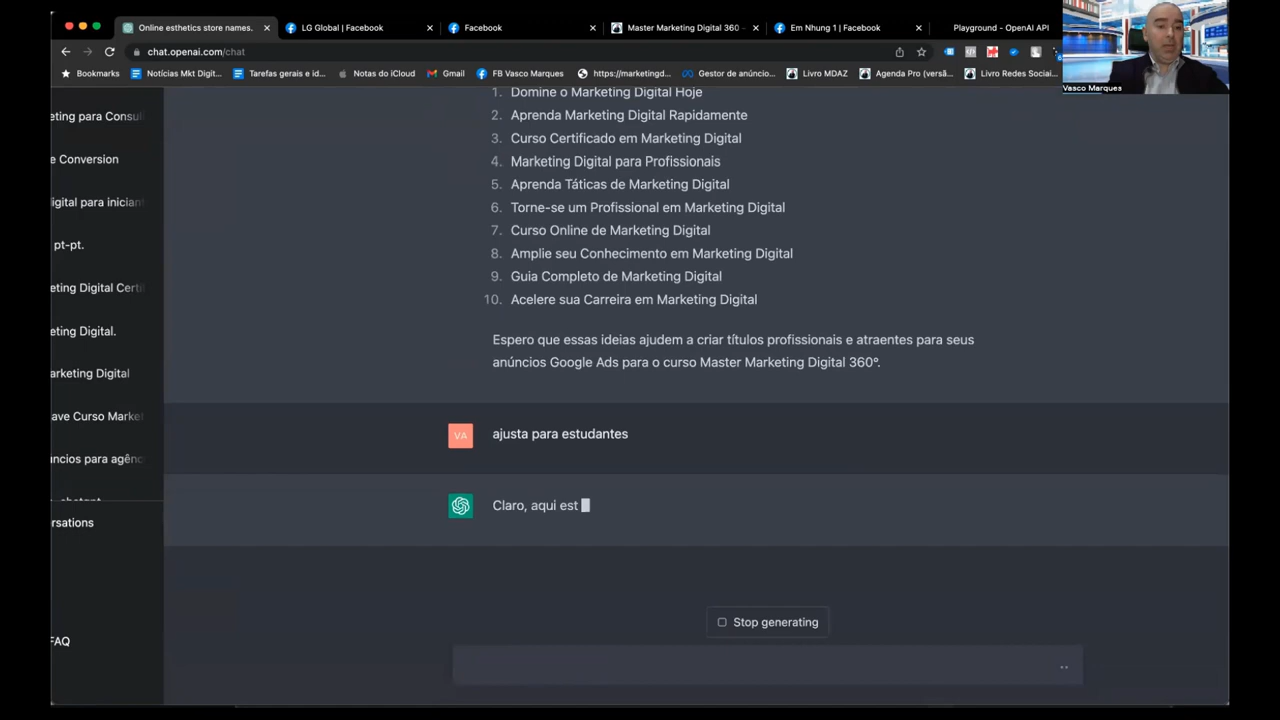 Online esthetics store names.
LG Global | Facebook
Facebook
Master Marketing Digital 360
Em Nhung 1 | Facebook
Playground - OpenAI API
chat.openai.com/chat
Bookmarks
Notícias Mkt Digit...
Tarefas gerais e id...
Notas do iCloud
Gmail
FB Vasco Marques
https://marketingd...
Gestor de anúncio...
Livro MDAZ
Agenda Pro (versã...
Livro Redes Sociai...
Vasco Marques
eting para Consul
e Conversion
igital para inician
pt-pt.
eting Digital Certi
eting Digital.
arketing Digital
ave Curso Market
ncios para agênc
rsations
FAQ
1. Domine o Marketing Digital Hoje
2. Aprenda Marketing Digital Rapidamente
3. Curso Certificado em Marketing Digital
4. Marketing Digital para Profissionais
5. Aprenda Táticas de Marketing Digital
6. Torne-se um Profissional em Marketing Digital
7. Curso Online de Marketing Digital
8. Amplie seu Conhecimento em Marketing Digital
9. Guia Completo de Marketing Digital
10. Acelere sua Carreira em Marketing Digital
Espero que essas ideias ajudem a criar títulos profissionais e atraentes para seus
anúncios Google Ads para o curso Master Marketing Digital 360°.
VA
ajusta para estudantes
Claro, aqui est
Stop generating